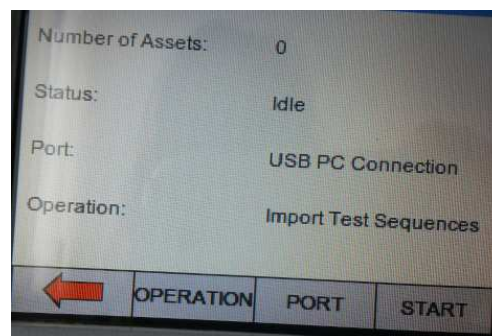 Number of Assets: 0
Status: Idle
Port: USB PC Connection
Operation: Import Test Sequences
OPERATION PORT START